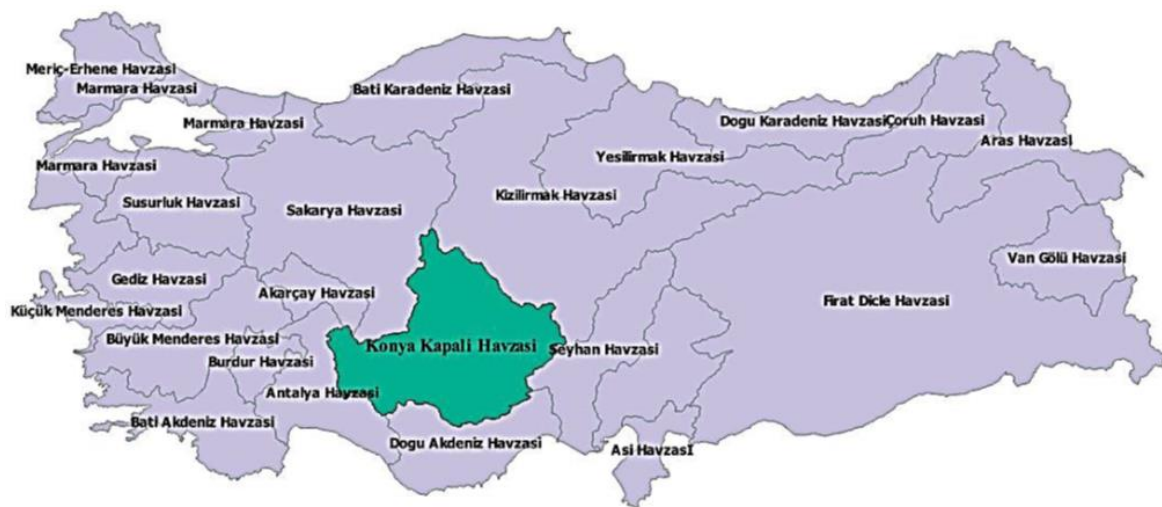 Meriç-Erhene Havzasi
Marmara Havzasi
Bati Karadeniz Havzasi
Marmara Havzasi
Dogu Karadeniz Havzasi
Çoruh Havzasi
Aras Havzasi
Marmara Havzasi
Yesilirmak Havzasi
Susurluk Havzasi
Sakarya Havzasi
Kizilirmak Havzasi
Van Gölü Havzasi
Gediz Havzasi
Akarçay Havzasi
Firat Dicle Havzasi
Küçük Menderes Havzasi
Büyük Menderes Havzasi
Konya Kapali Havzasi
Seyhan Havzasi
Burdur Havzasi
Antalya Havzasi
Bati Akdeniz Havzasi
Dogu Akdeniz Havzasi
Asi HavzasI